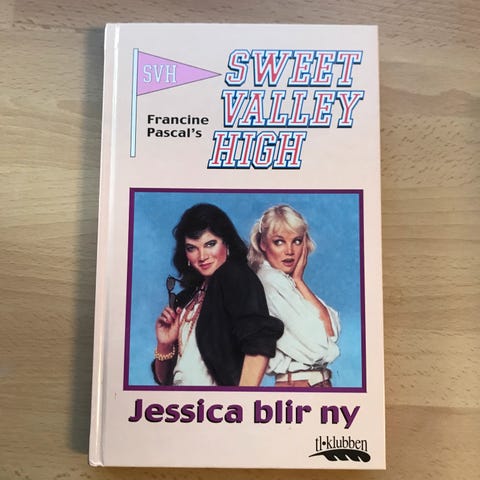 SVH
SWEET
VALLEY
HIGH
Francine
Pascal's
Jessica blir ny
tl•klubben